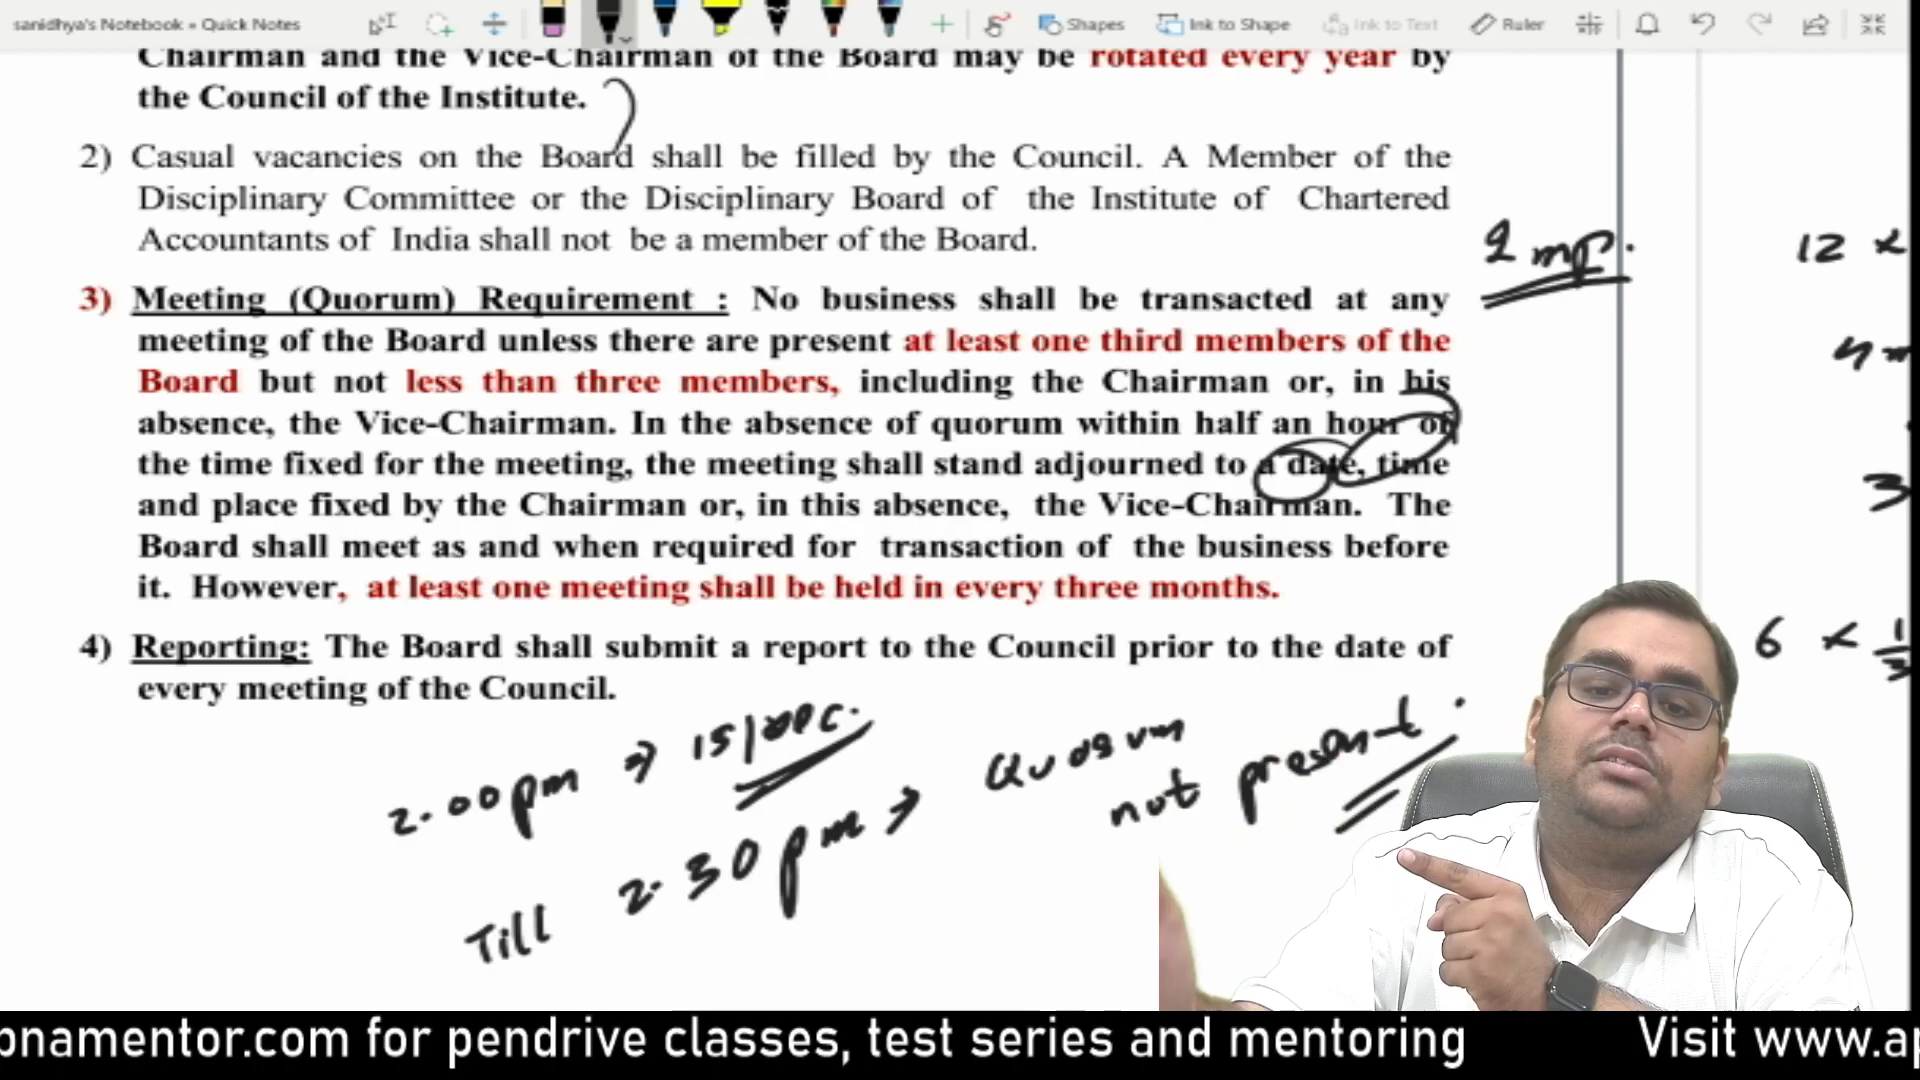 sanidhya's Notebook » Quick Notes
Shapes
Ink to Shape
Ink to Text
Ruler
Chairman and the Vice-Chairman of the Board may be rotated every year by
the Council of the Institute.
2) Casual vacancies on the Board shall be filled by the Council. A Member of the
Disciplinary Committee or the Disciplinary Board of the Institute of Chartered
Accountants of India shall not be a member of the Board.
3) Meeting (Quorum) Requirement : No business shall be transacted at any
meeting of the Board unless there are present at least one third members of the
Board but not less than three members, including the Chairman or, in his
absence, the Vice-Chairman. In the absence of quorum within half an hour of
the time fixed for the meeting, the meeting shall stand adjourned to a date, time
and place fixed by the Chairman or, in this absence, the Vice-Chairman. The
Board shall meet as and when required for transaction of the business before
it. However, at least one meeting shall be held in every three months.
4) Reporting: The Board shall submit a report to the Council prior to the date of
every meeting of the Council.
12 x
3
6 x 1/3
2.00pm → 15/
Till 2.30pm → Quorum
not present.
pnamentor.com for pendrive classes, test series and mentoring
Visit www.ap